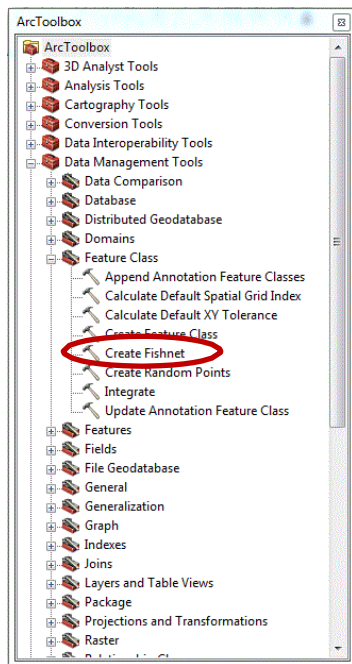 ArcToolbox
ArcToolbox
3D Analyst Tools
Analysis Tools
Cartography Tools
Conversion Tools
Data Interoperability Tools
Data Management Tools
Data Comparison
Database
Distributed Geodatabase
Domains
Feature Class
Append Annotation Feature Classes
Calculate Default Spatial Grid Index
Calculate Default XY Tolerance
Create Feature Class
Create Fishnet
Create Random Points
Integrate
Update Annotation Feature Class
Features
Fields
File Geodatabase
General
Generalization
Graph
Indexes
Joins
Layers and Table Views
Package
Projections and Transformations
Raster